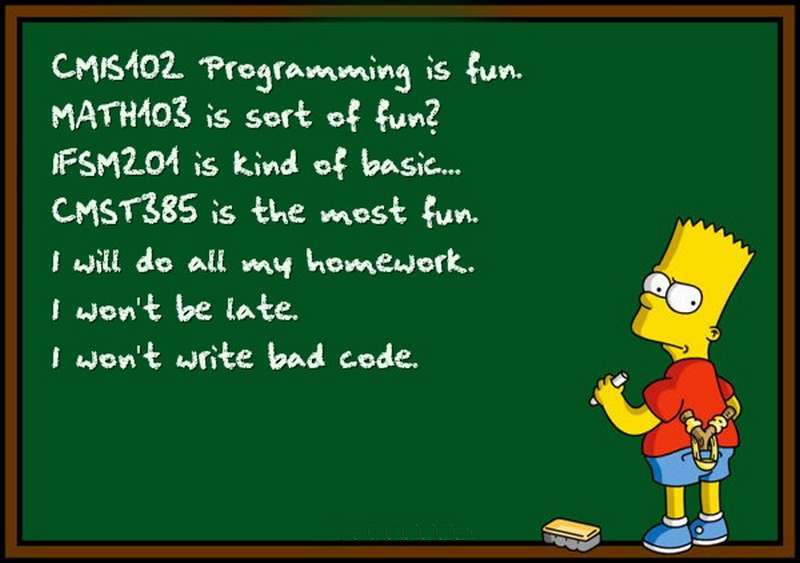 CMIS102 Programming is fun.
MATH103 is sort of fun?
IFSM201 is kind of basic...
CMST385 is the most fun.
I will do all my homework.
I won't be late.
I won't write bad code.